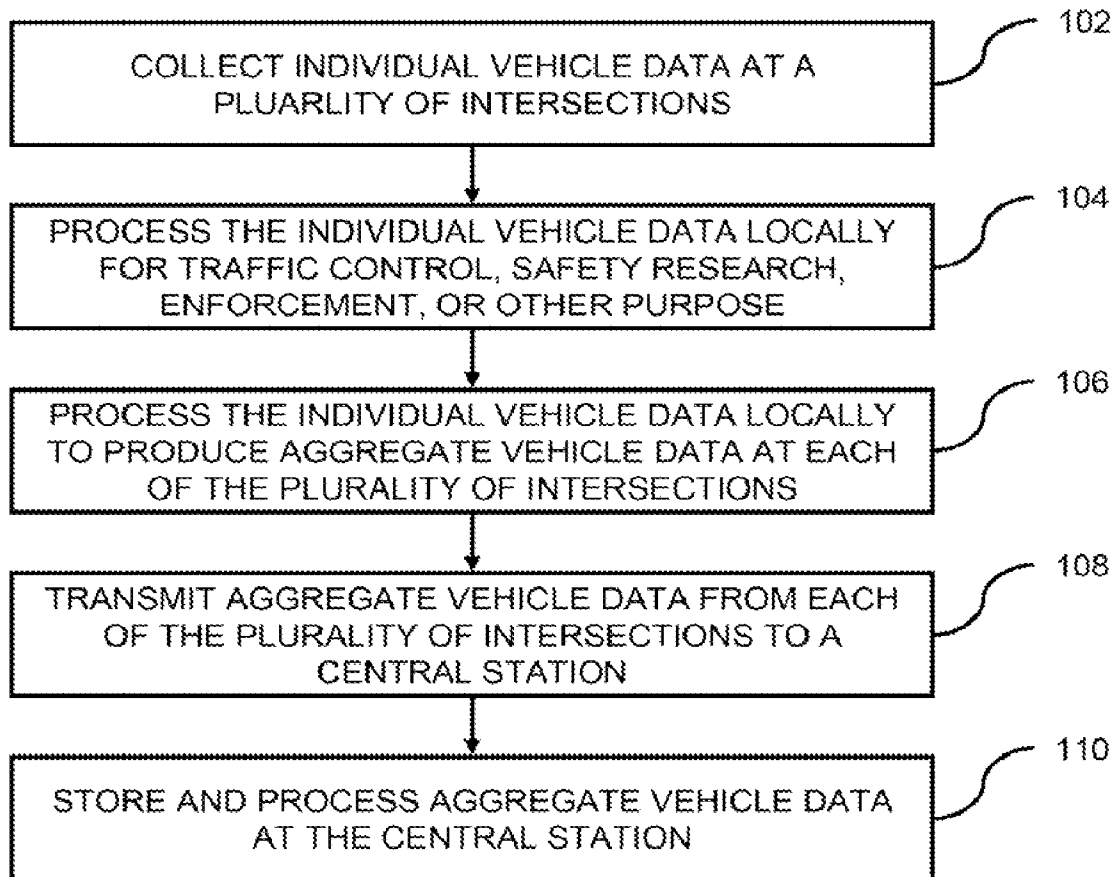 102
COLLECT INDIVIDUAL VEHICLE DATA AT A
PLUARLITY OF INTERSECTIONS
104
PROCESS THE INDIVIDUAL VEHICLE DATA LOCALLY
FOR TRAFFIC CONTROL, SAFETY RESEARCH,
ENFORCEMENT, OR OTHER PURPOSE
106
PROCESS THE INDIVIDUAL VEHICLE DATA LOCALLY
TO PRODUCE AGGREGATE VEHICLE DATA AT EACH
OF THE PLURALITY OF INTERSECTIONS
108
TRANSMIT AGGREGATE VEHICLE DATA FROM EACH
OF THE PLURALITY OF INTERSECTIONS TO A
CENTRAL STATION
110
STORE AND PROCESS AGGREGATE VEHICLE DATA
AT THE CENTRAL STATION